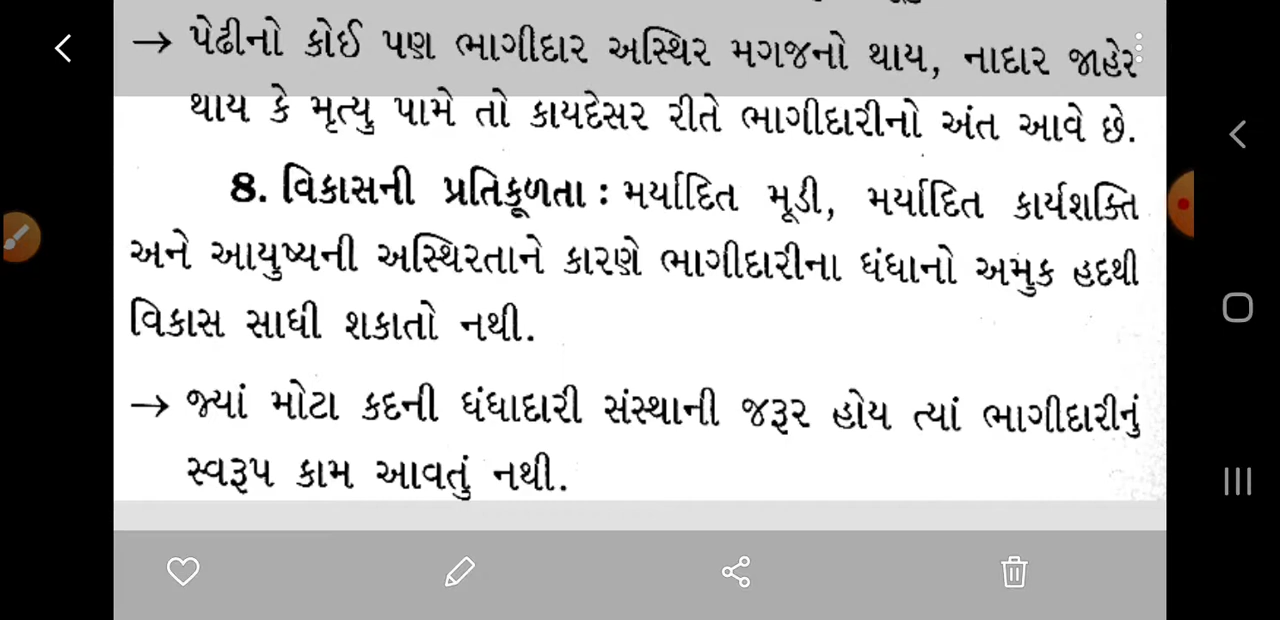 → પેઢીનો કોઈ પણ ભાગીદાર અસ્થિર મગજનો થાય, નાદાર જાહેર
થાય કે મૃત્યુ પામે તો કાયદેસર રીતે ભાગીદારીનો અંત આવે છે.
8. વિકાસની પ્રતિકૂળતા : મર્યાદિત મૂડી, મર્યાદિત કાર્યશક્તિ
અને આયુષ્યની અસ્થિરતાને કારણે ભાગીદારીના ધંધાનો અમુક હદથી
વિકાસ સાધી શકાતો નથી.
→ જ્યાં મોટા કદની ધંધાદારી સંસ્થાની જરૂર હોય ત્યાં ભાગીદારીનું
સ્વરૂપ કામ આવતું નથી.